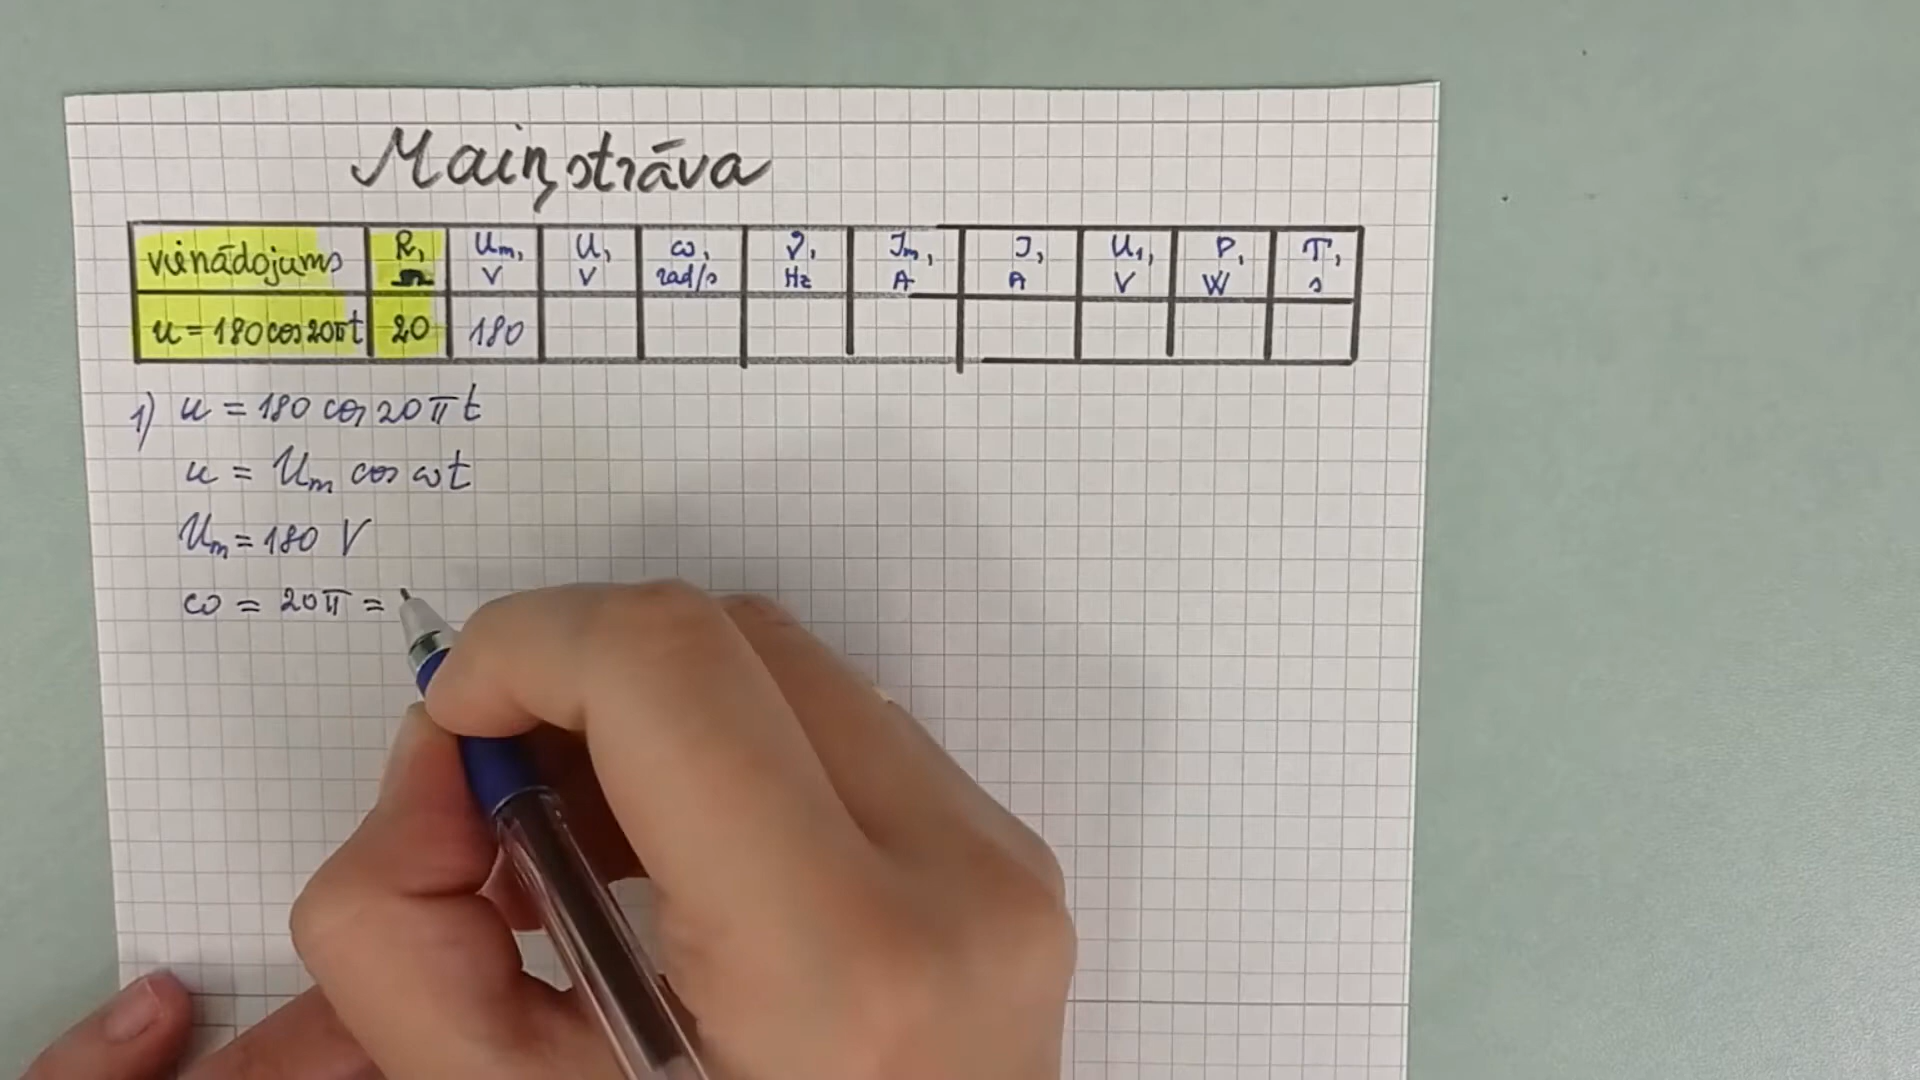 Maiņstrāva
vienādojums R, Ω Um, V U, V ω, rad/s ν, Hz Im, A I, A U₁, V P, W T, s
u = 180cos20πt 20 180
1) u = 180 cos 20πt
u = Um cos ωt
Um = 180 V
ω = 20π =